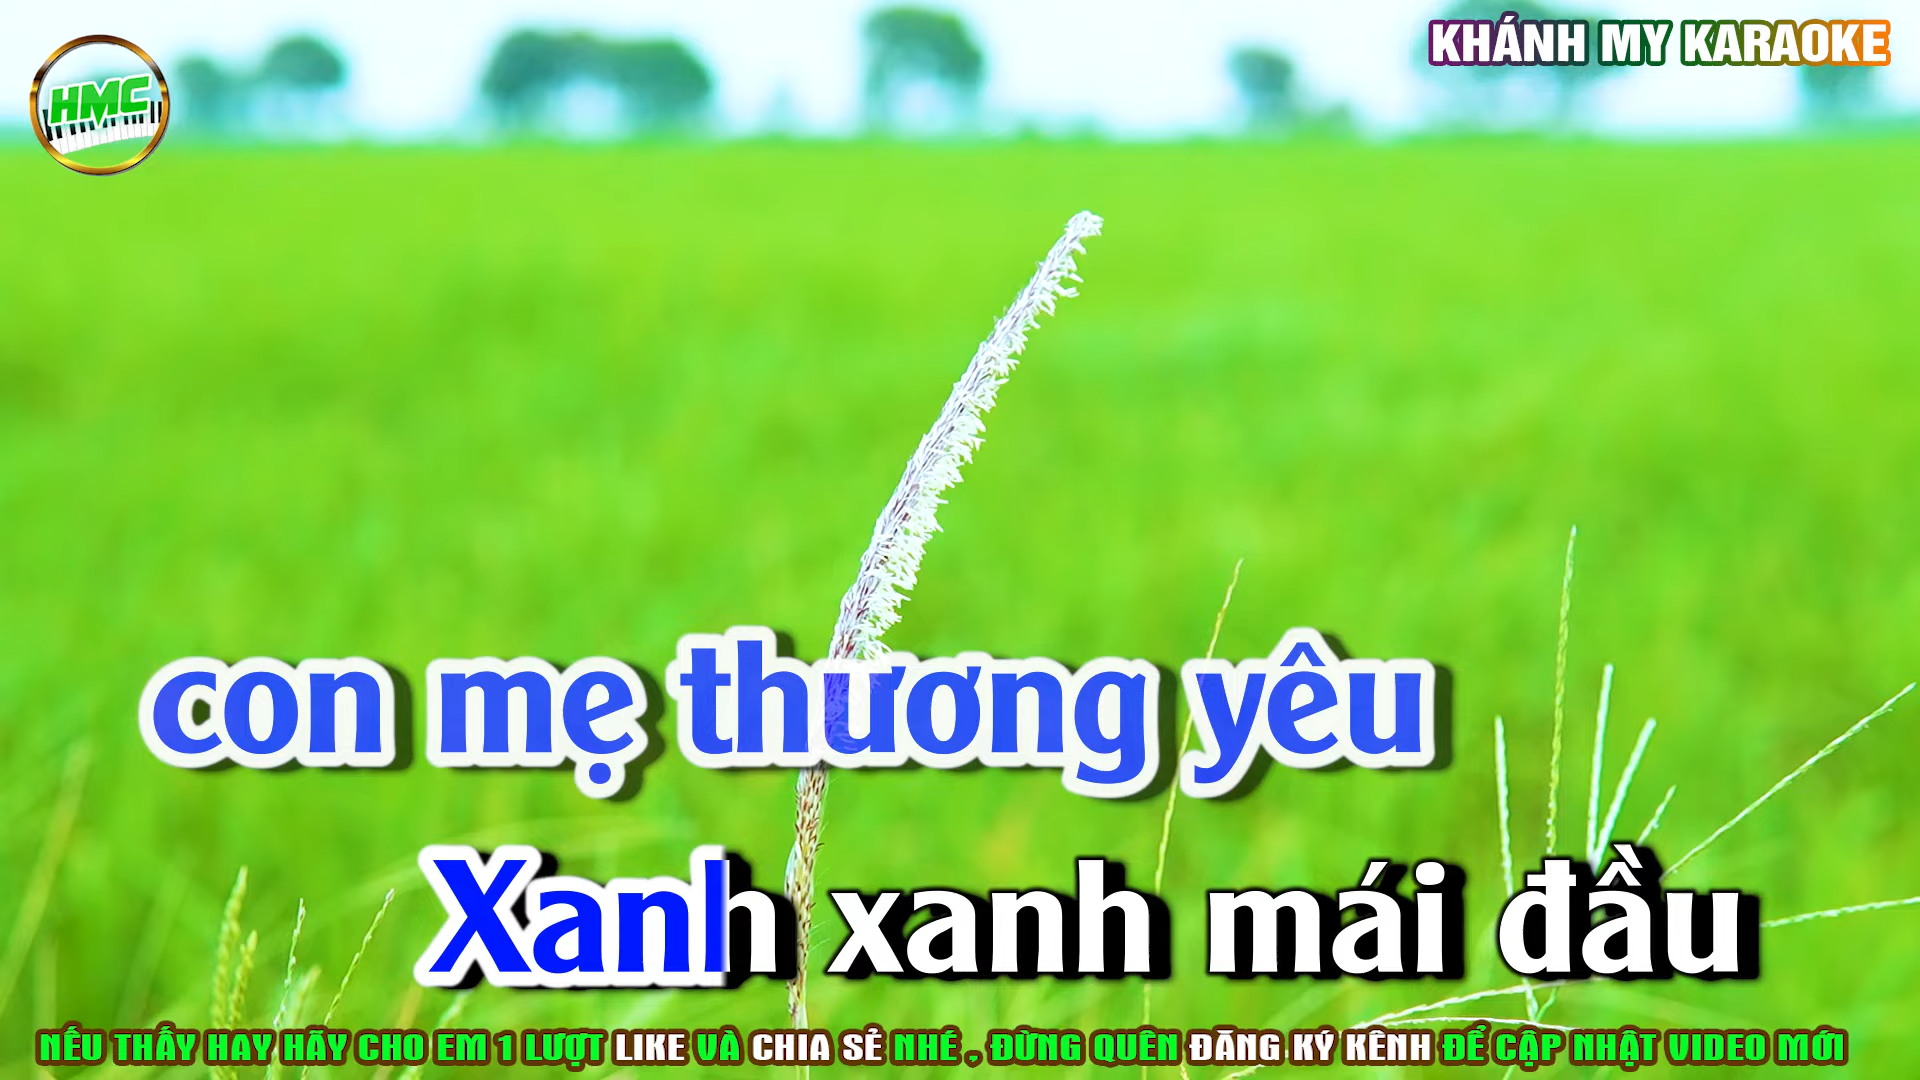 KHÁNH MY KARAOKE
HMC
con mẹ thương yêu
Xanh xanh mái đầu
NẾU THẤY HAY HÃY CHO EM 1 LƯỢT LIKE VÀ CHIA SẺ NHÉ , ĐỪNG QUÊN ĐĂNG KÝ KÊNH ĐỂ CẬP NHẬT VIDEO MỚI